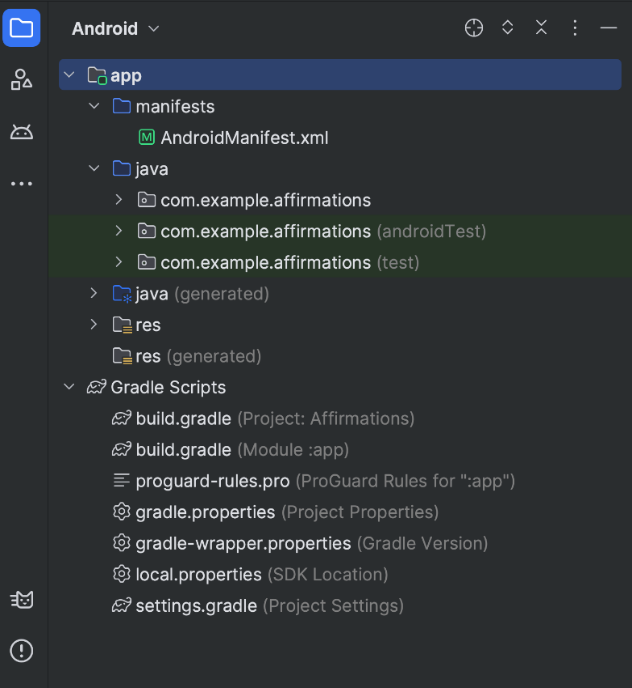 Android
app
manifests
M AndroidManifest.xml
java
com.example.affirmations
com.example.affirmations (androidTest)
com.example.affirmations (test)
java (generated)
res
res (generated)
Gradle Scripts
build.gradle (Project: Affirmations)
build.gradle (Module :app)
proguard-rules.pro (ProGuard Rules for ":app")
gradle.properties (Project Properties)
gradle-wrapper.properties (Gradle Version)
local.properties (SDK Location)
settings.gradle (Project Settings)